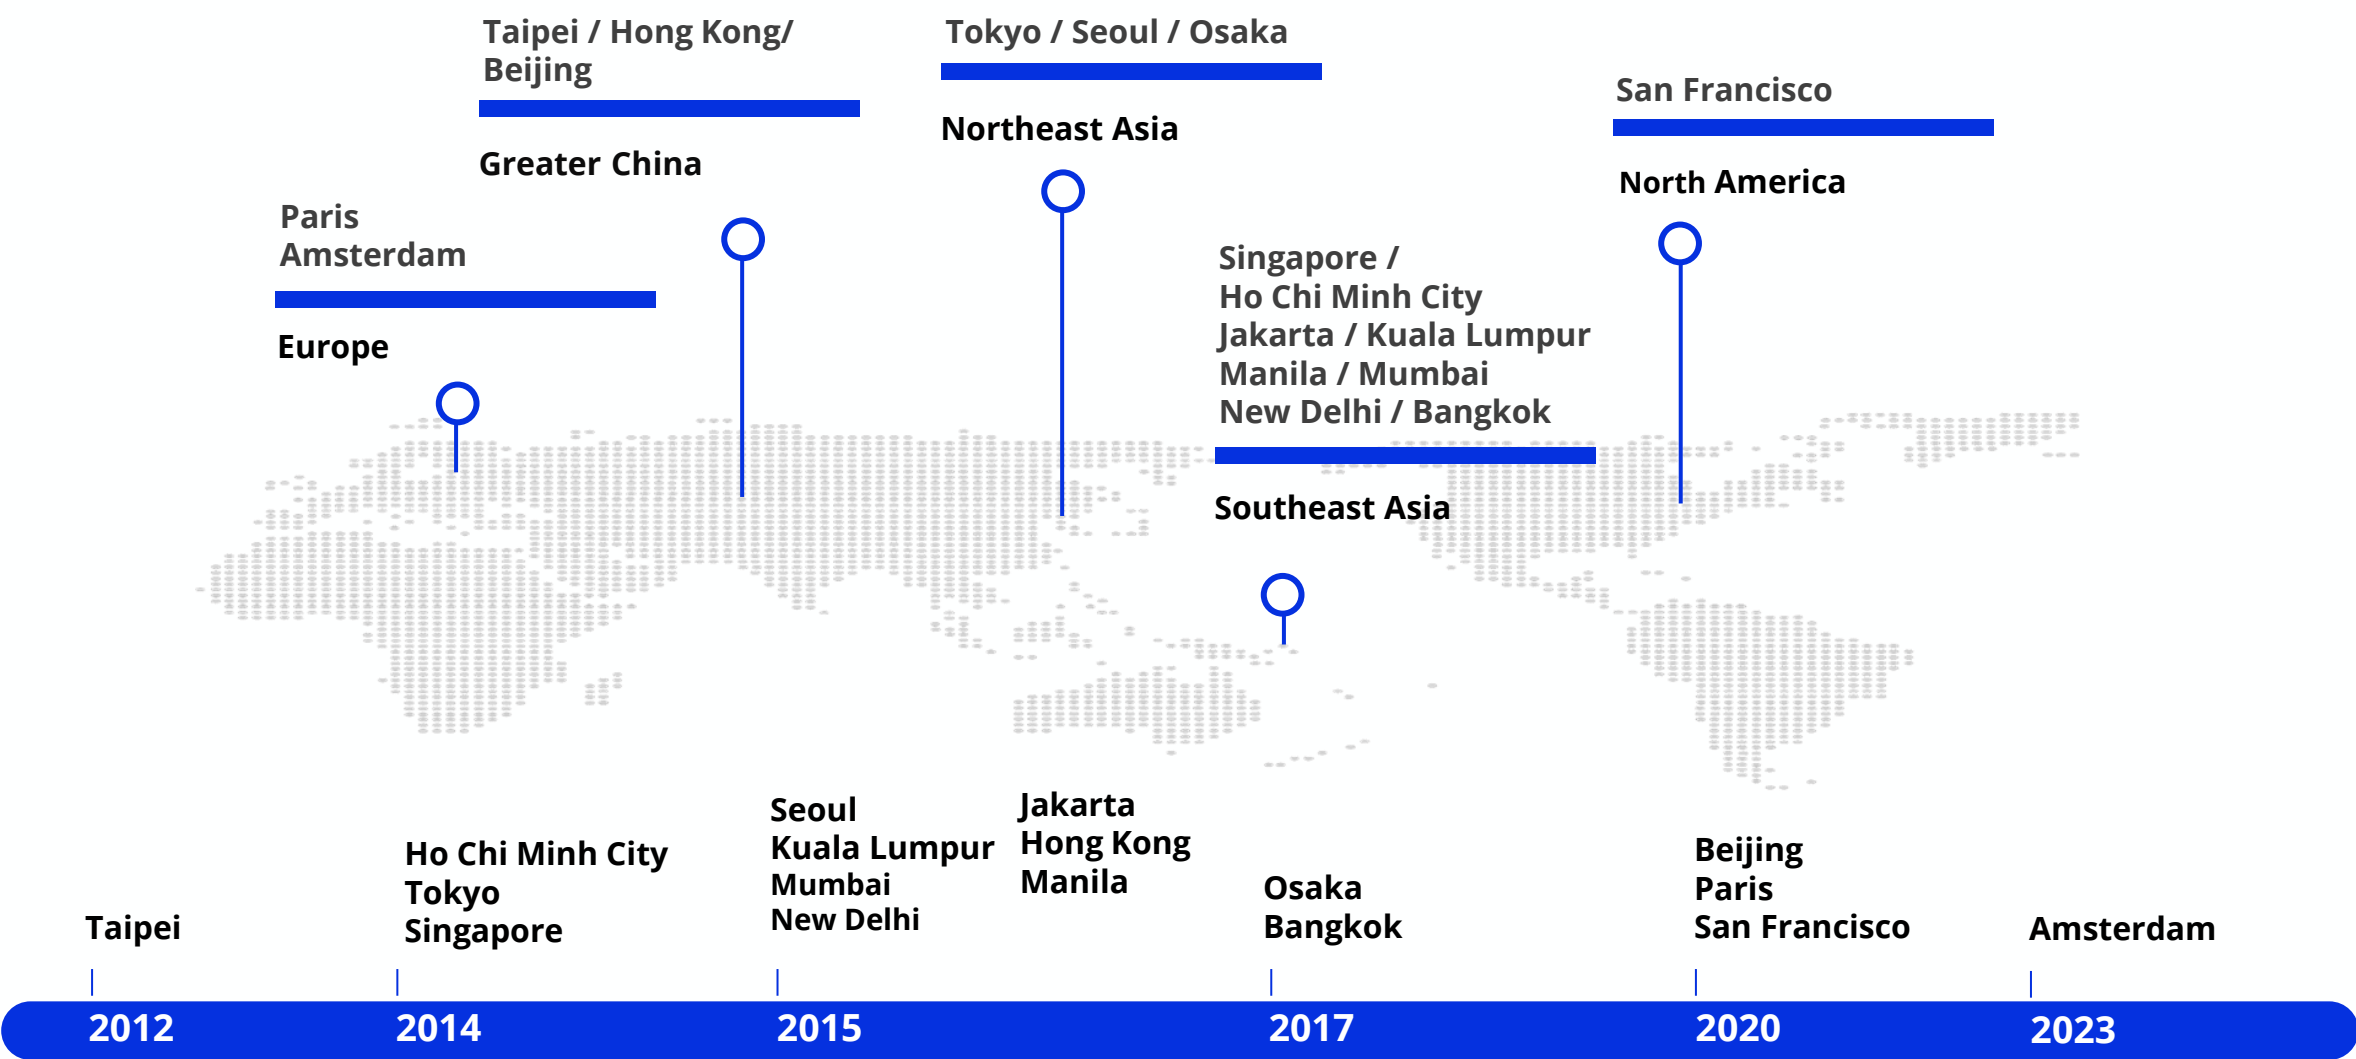 Taipei / Hong Kong/
Beijing
Greater China
Tokyo / Seoul / Osaka
Northeast Asia
San Francisco
North America
Paris
Amsterdam
Europe
Singapore /
Ho Chi Minh City
Jakarta / Kuala Lumpur
Manila / Mumbai
New Delhi / Bangkok
Southeast Asia
Taipei
Ho Chi Minh City
Tokyo
Singapore
Seoul
Kuala Lumpur
Mumbai
New Delhi
Jakarta
Hong Kong
Manila
Osaka
Bangkok
Beijing
Paris
San Francisco
Amsterdam
2012
2014
2015
2017
2020
2023